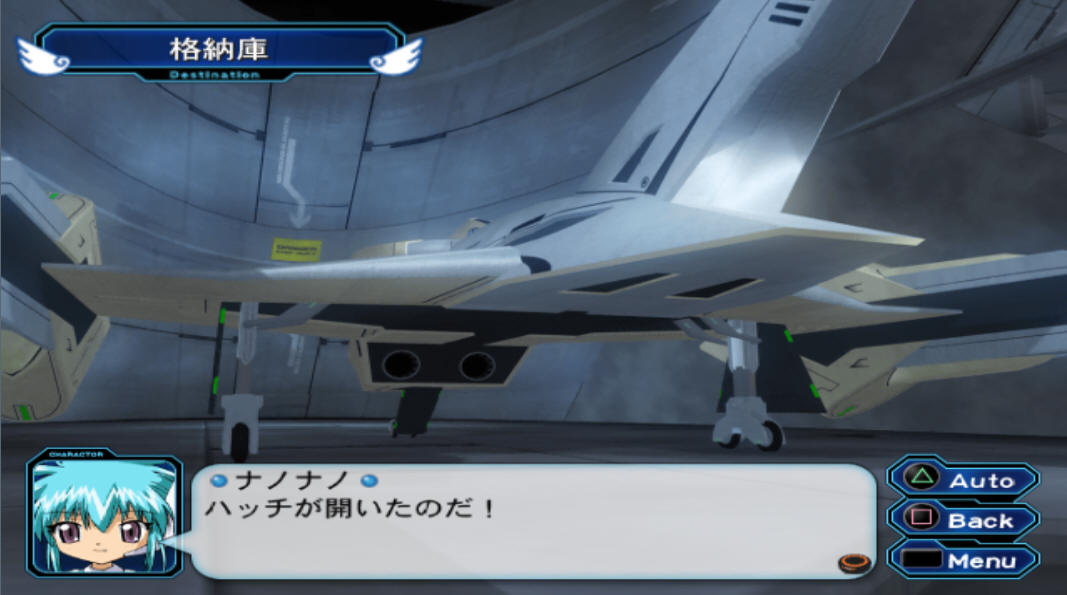 格納庫
Destination
CHARACTOR
ナノナノ
ハッチが開いたのだ！
Auto
Back
Menu